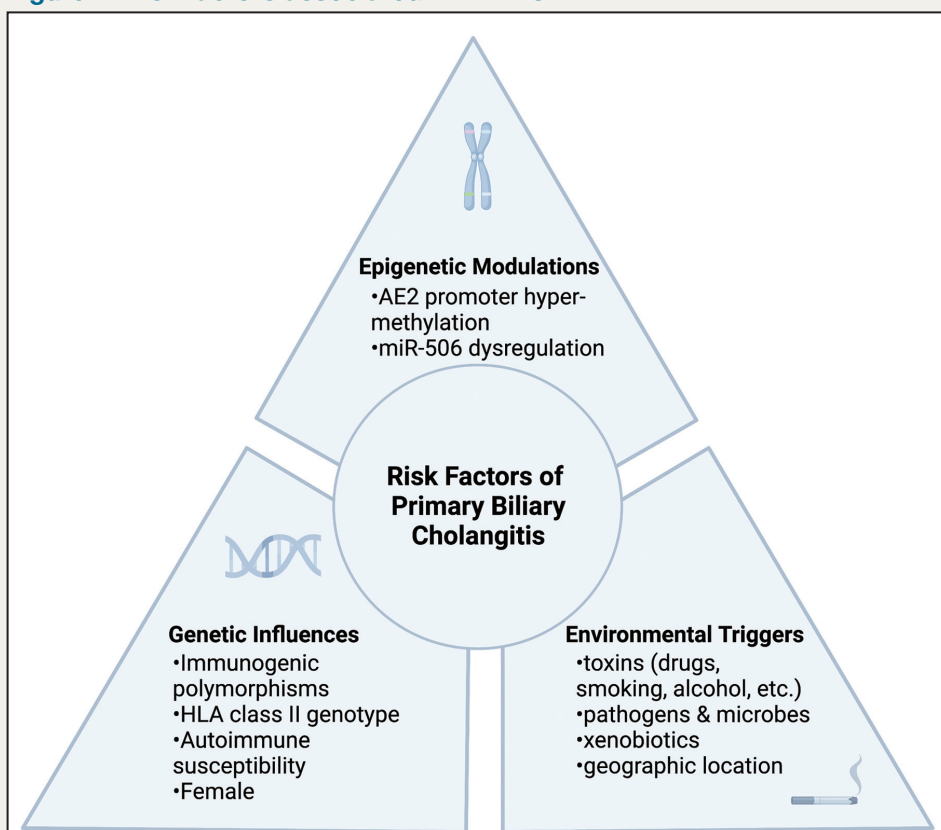 Epigenetic Modulations
•AE2 promoter hyper-
methylation
•miR-506 dysregulation
Risk Factors of
Primary Biliary
Cholangitis
Genetic Influences
•Immunogenic
polymorphisms
•HLA class II genotype
•Autoimmune
susceptibility
•Female
Environmental Triggers
•toxins (drugs,
smoking, alcohol, etc.)
•pathogens & microbes
•xenobiotics
•geographic location